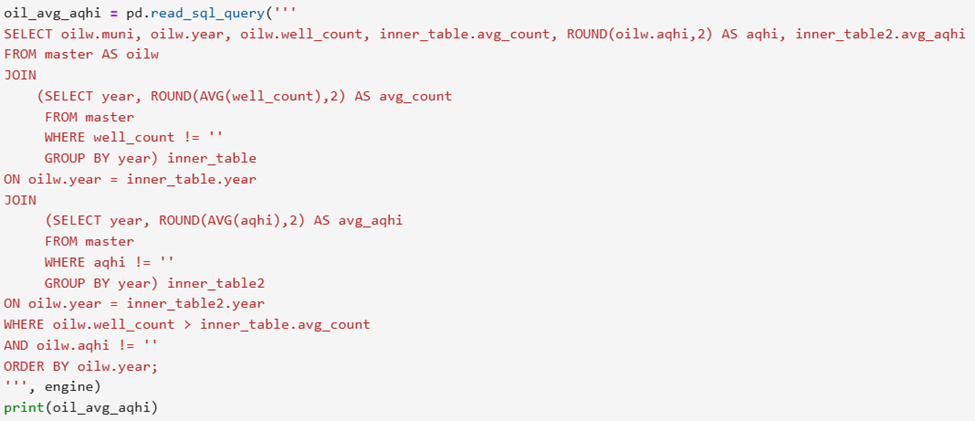 oil_avg_aqhi = pd.read_sql_query('''
SELECT oilw.muni, oilw.year, oilw.well_count, inner_table.avg_count, ROUND(oilw.aqhi,2) AS aqhi, inner_table2.avg_aqhi
FROM master AS oilw
JOIN
    (SELECT year, ROUND(AVG(well_count),2) AS avg_count
     FROM master
     WHERE well_count != ''
     GROUP BY year) inner_table
ON oilw.year = inner_table.year
JOIN
     (SELECT year, ROUND(AVG(aqhi),2) AS avg_aqhi
     FROM master
     WHERE aqhi != ''
     GROUP BY year) inner_table2
ON oilw.year = inner_table2.year
WHERE oilw.well_count > inner_table.avg_count
AND oilw.aqhi != ''
ORDER BY oilw.year;
''', engine)
print(oil_avg_aqhi)